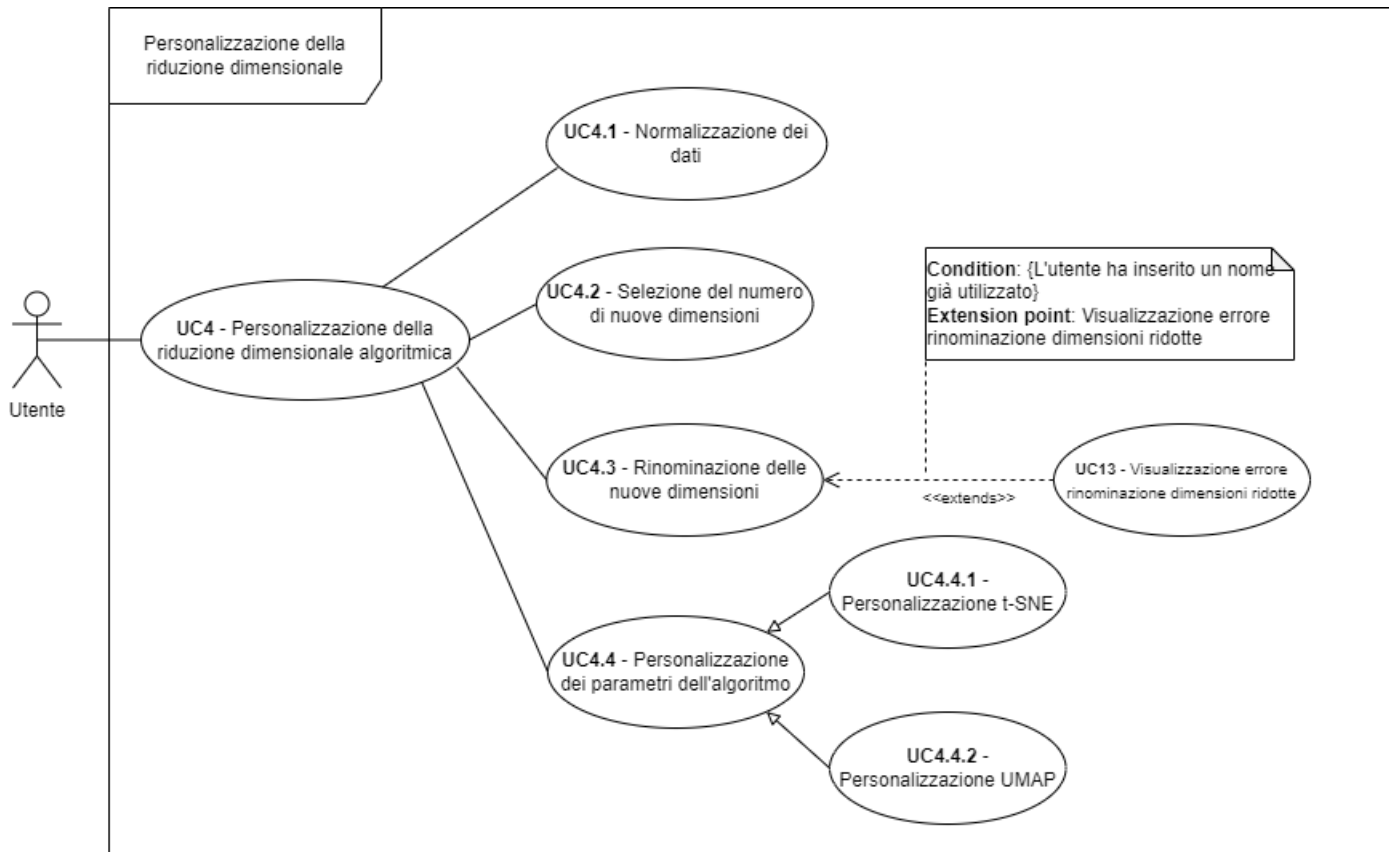 Personalizzazione della
riduzione dimensionale
UC4.1 - Normalizzazione dei
dati
UC4.2 - Selezione del numero
di nuove dimensioni
Condition: {L'utente ha inserito un nome
già utilizzato}
Extension point: Visualizzazione errore
rinominazione dimensioni ridotte
UC4 - Personalizzazione della
riduzione dimensionale algoritmica
Utente
UC4.3 - Rinominazione delle
nuove dimensioni
<<extends>>
UC13 - Visualizzazione errore
rinominazione dimensioni ridotte
UC4.4.1 -
Personalizzazione t-SNE
UC4.4 - Personalizzazione
dei parametri dell'algoritmo
UC4.4.2 -
Personalizzazione UMAP